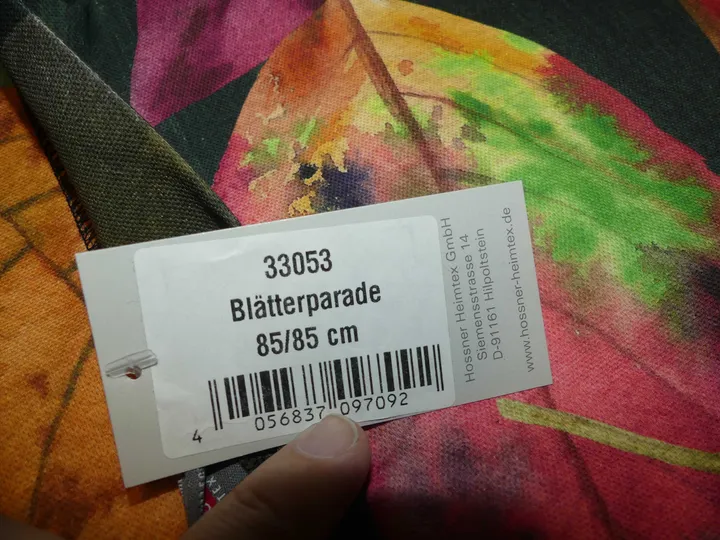 33053
Blätterparade
85/85 cm
4 056837 097092
Hossner Heimtex GmbH
Siemensstrasse 14
D-91161 Hilpoltstein
www.hossner-heimtex.de